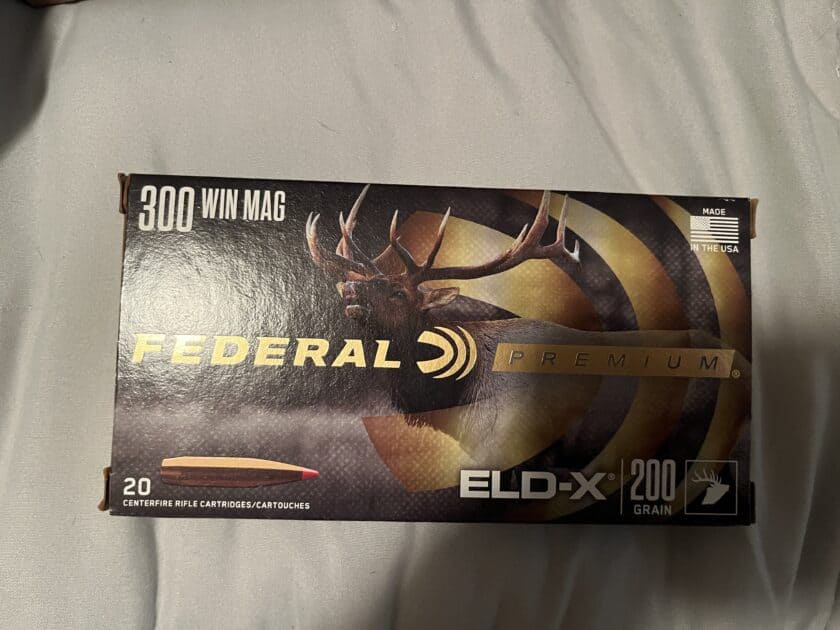 300 WIN MAG
MADE
IN THE USA
FEDERAL PREMIUM®
20
CENTERFIRE RIFLE CARTRIDGES/CARTOUCHES
ELD-X®
200
GRAIN